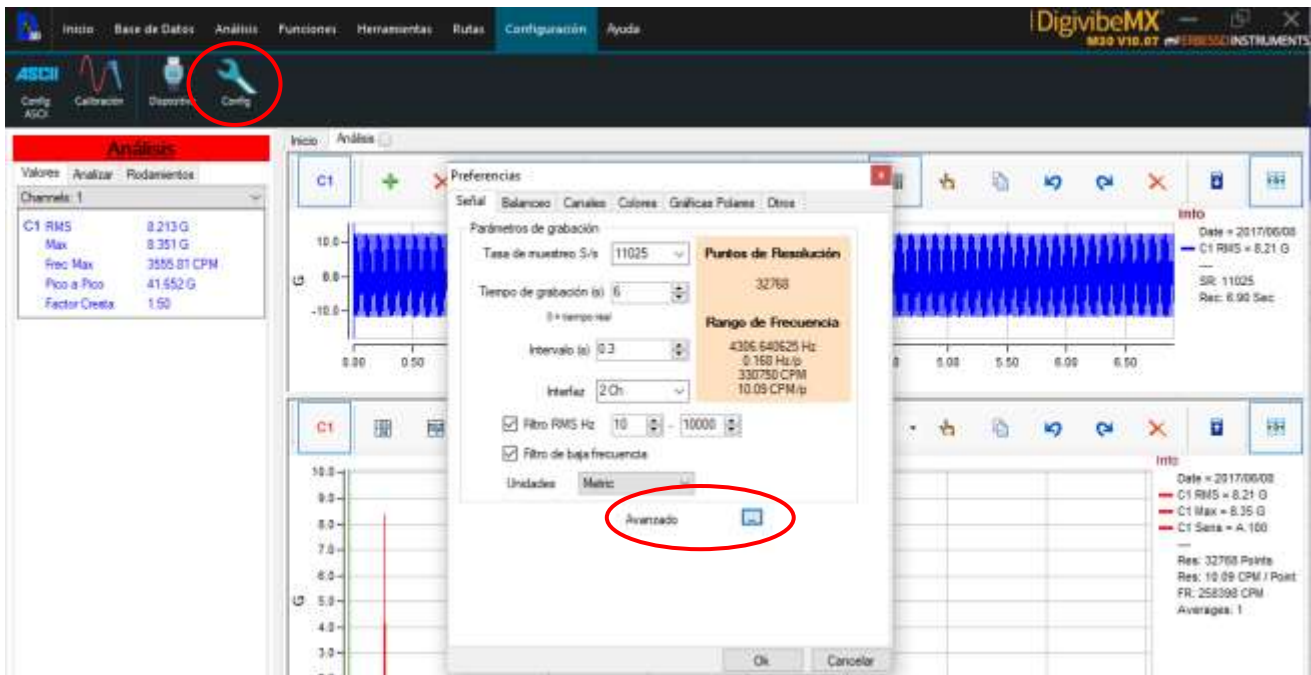 Inicio Base de Datos Análisis Funciones Herramientas Rutas Configuración Ayuda
DigivibeMX
M30 V10.07 ERBESSD INSTRUMENTS
ASCII
Config ASCI
Calibración
Dispositivo
Config
Análisis
Valores Analizar Rodamientos
Channels: 1
C1 RMS 8.213 G
Max 8.351 G
Frec Max 3555.81 CPM
Pico a Pico 41.652 G
Factor Cresta 1.50
Inicio Análisis
C1
10.0
0.0
-10.0
G
0.00 0.50
5.00 5.50 6.00 6.50
Info
Date = 2017/06/08
C1 RMS = 8.21 G
---
SR: 11025
Rec: 6.90 Sec
Preferencias
Señal Balanceo Canales Colores Gráficas Polares Otros
Parámetros de grabación
Tasa de muestreo S/s 11025
Tiempo de grabación (s) 6
0 = tiempo real
Intervalo (s) 0.3
Interfaz 2 Ch
Puntos de Resolución
32768
Rango de Frecuencia
4306.640625 Hz
0.168 Hz/p
330750 CPM
10.09 CPM/p
Filtro RMS Hz 10 - 10000
Filtro de baja frecuencia
Unidades Metric
Avanzado
Ok Cancelar
C1
10.0
9.0
8.0
7.0
6.0
5.0
4.0
3.0
G
Info
Date = 2017/06/08
C1 RMS = 8.21 G
C1 Max = 8.35 G
C1 Sens = A.100
---
Res: 32768 Points
Res: 10.09 CPM / Point
FR: 258398 CPM
Averages: 1